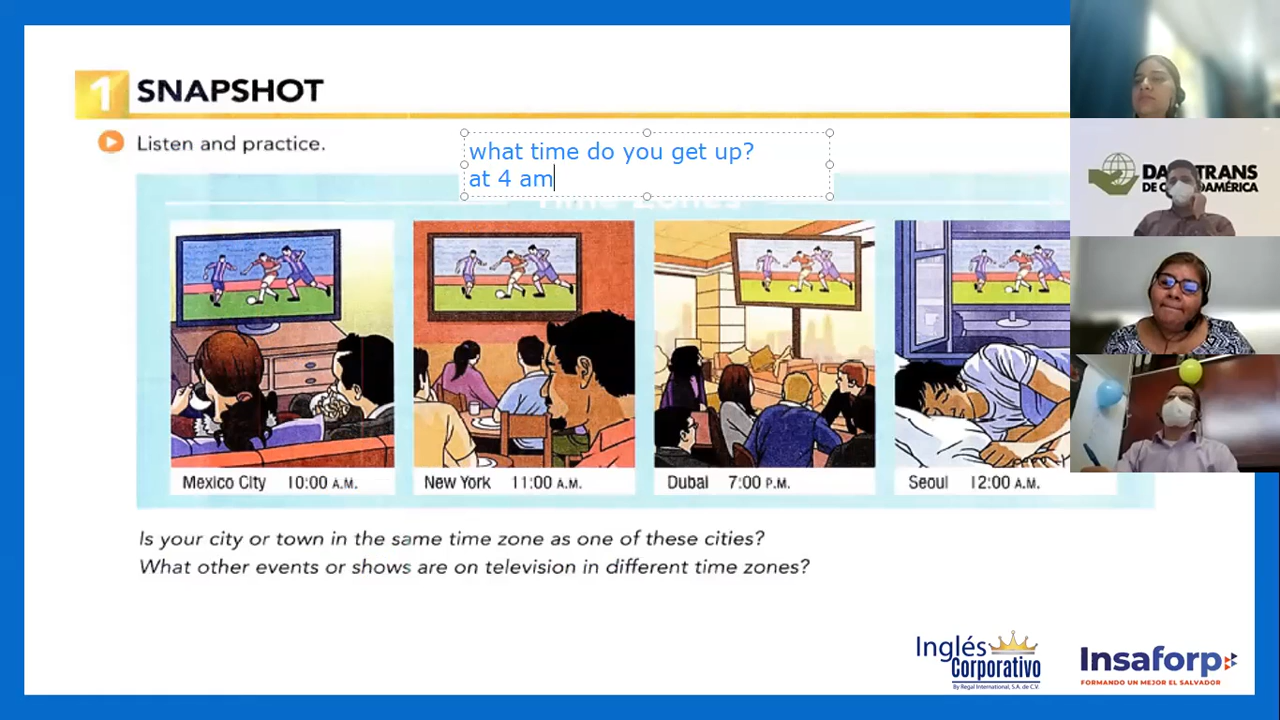 1 SNAPSHOT
Listen and practice.
what time do you get up?
at 4 am
Time Zones
Mexico City 10:00 A.M.
New York 11:00 A.M.
Dubai 7:00 P.M.
Seoul 12:00 A.M.
Is your city or town in the same time zone as one of these cities?
What other events or shows are on television in different time zones?
TRANS
Inglés
Corporativo
By Regal International, S.A. de C.V.
Insaforp
FORMANDO UN MEJOR EL SALVADOR